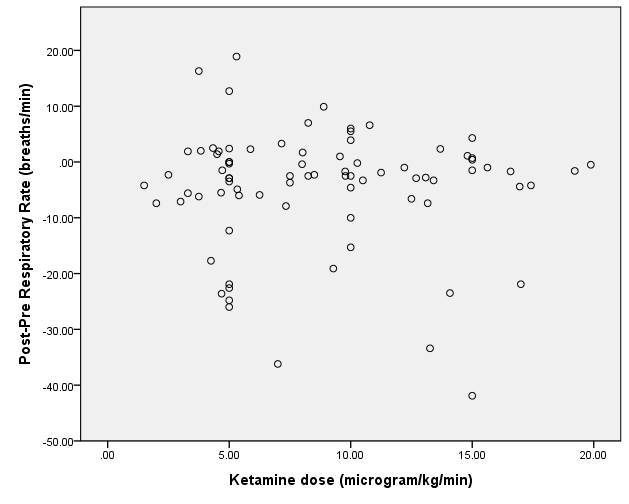 20.00
10.00
.00
-10.00
-20.00
-30.00
-40.00
-50.00
Post-Pre Respiratory Rate (breaths/min)
.00 5.00 10.00 15.00 20.00
Ketamine dose (microgram/kg/min)